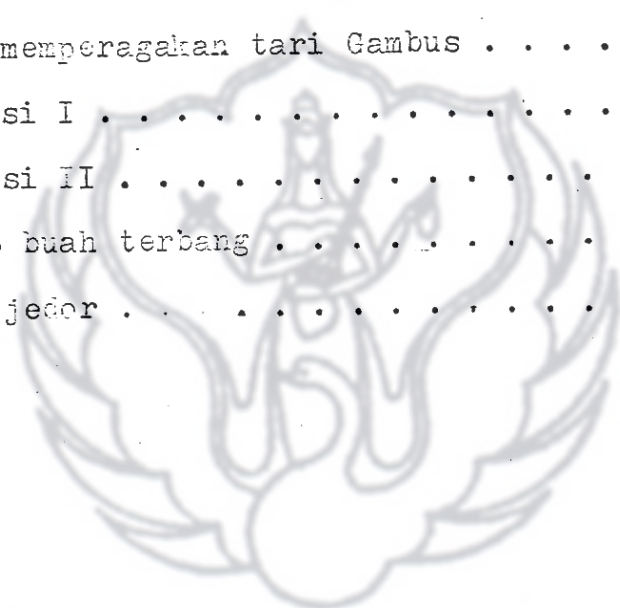 memperagakan tari Gambus . . . .
si I . . . . . . . . . . . . . . .
si II . . . . . . . . . . . . . .
buah terbang . . . . . . . . . .
jedor . . . . . . . . . . . . .